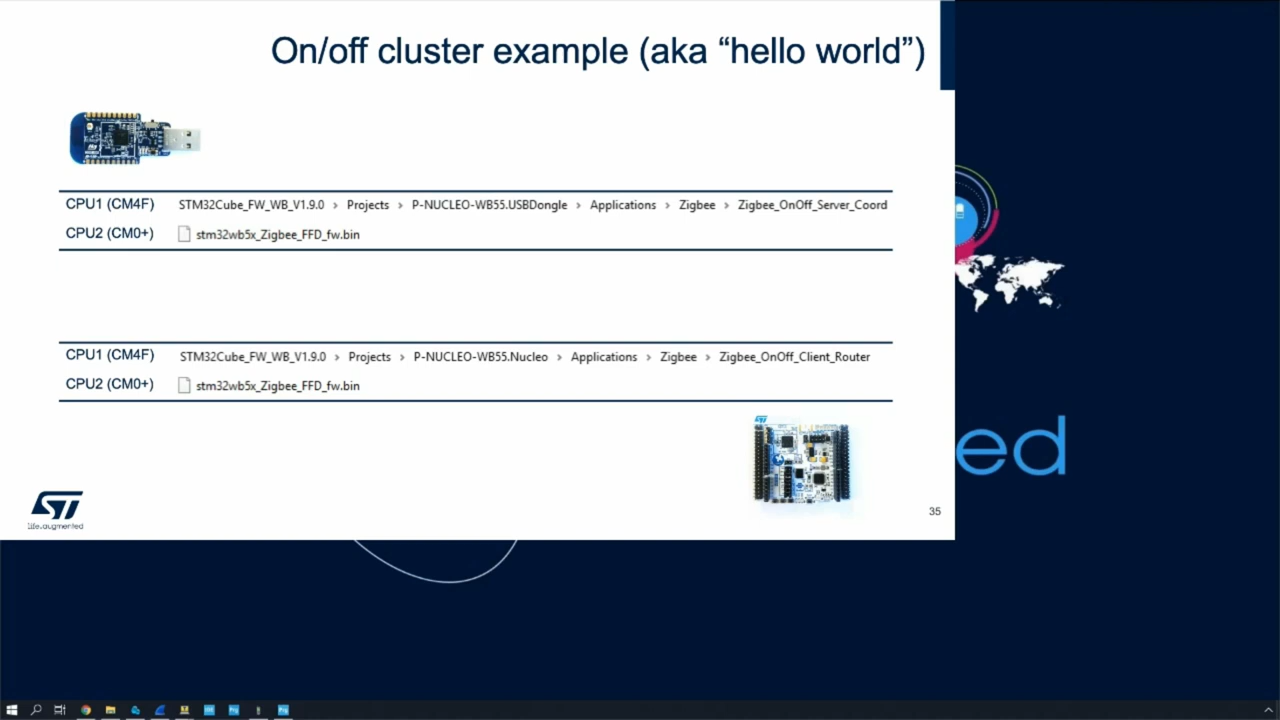 On/off cluster example (aka “hello world”)
CPU1 (CM4F) STM32Cube_FW_WB_V1.9.0 > Projects > P-NUCLEO-WB55.USBDongle > Applications > Zigbee > Zigbee_OnOff_Server_Coord
CPU2 (CM0+) stm32wb5x_Zigbee_FFD_fw.bin
CPU1 (CM4F) STM32Cube_FW_WB_V1.9.0 > Projects > P-NUCLEO-WB55.Nucleo > Applications > Zigbee > Zigbee_OnOff_Client_Router
CPU2 (CM0+) stm32wb5x_Zigbee_FFD_fw.bin
ST
life.augmented
35
ed